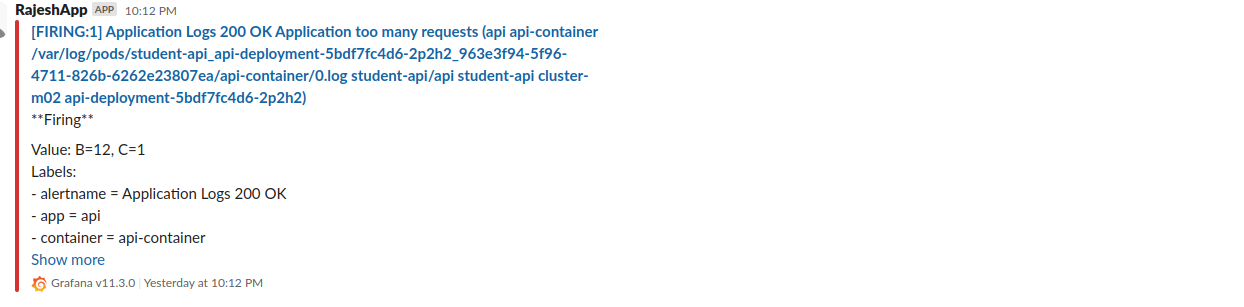 RajeshApp APP 10:12 PM
[FIRING:1] Application Logs 200 OK Application too many requests (api api-container
/var/log/pods/student-api_api-deployment-5bdf7fc4d6-2p2h2_963e3f94-5f96-
4711-826b-6262e23807ea/api-container/0.log student-api/api student-api cluster-
m02 api-deployment-5bdf7fc4d6-2p2h2)
**Firing**
Value: B=12, C=1
Labels:
- alertname = Application Logs 200 OK
- app = api
- container = api-container
Show more
Grafana v11.3.0 | Yesterday at 10:12 PM